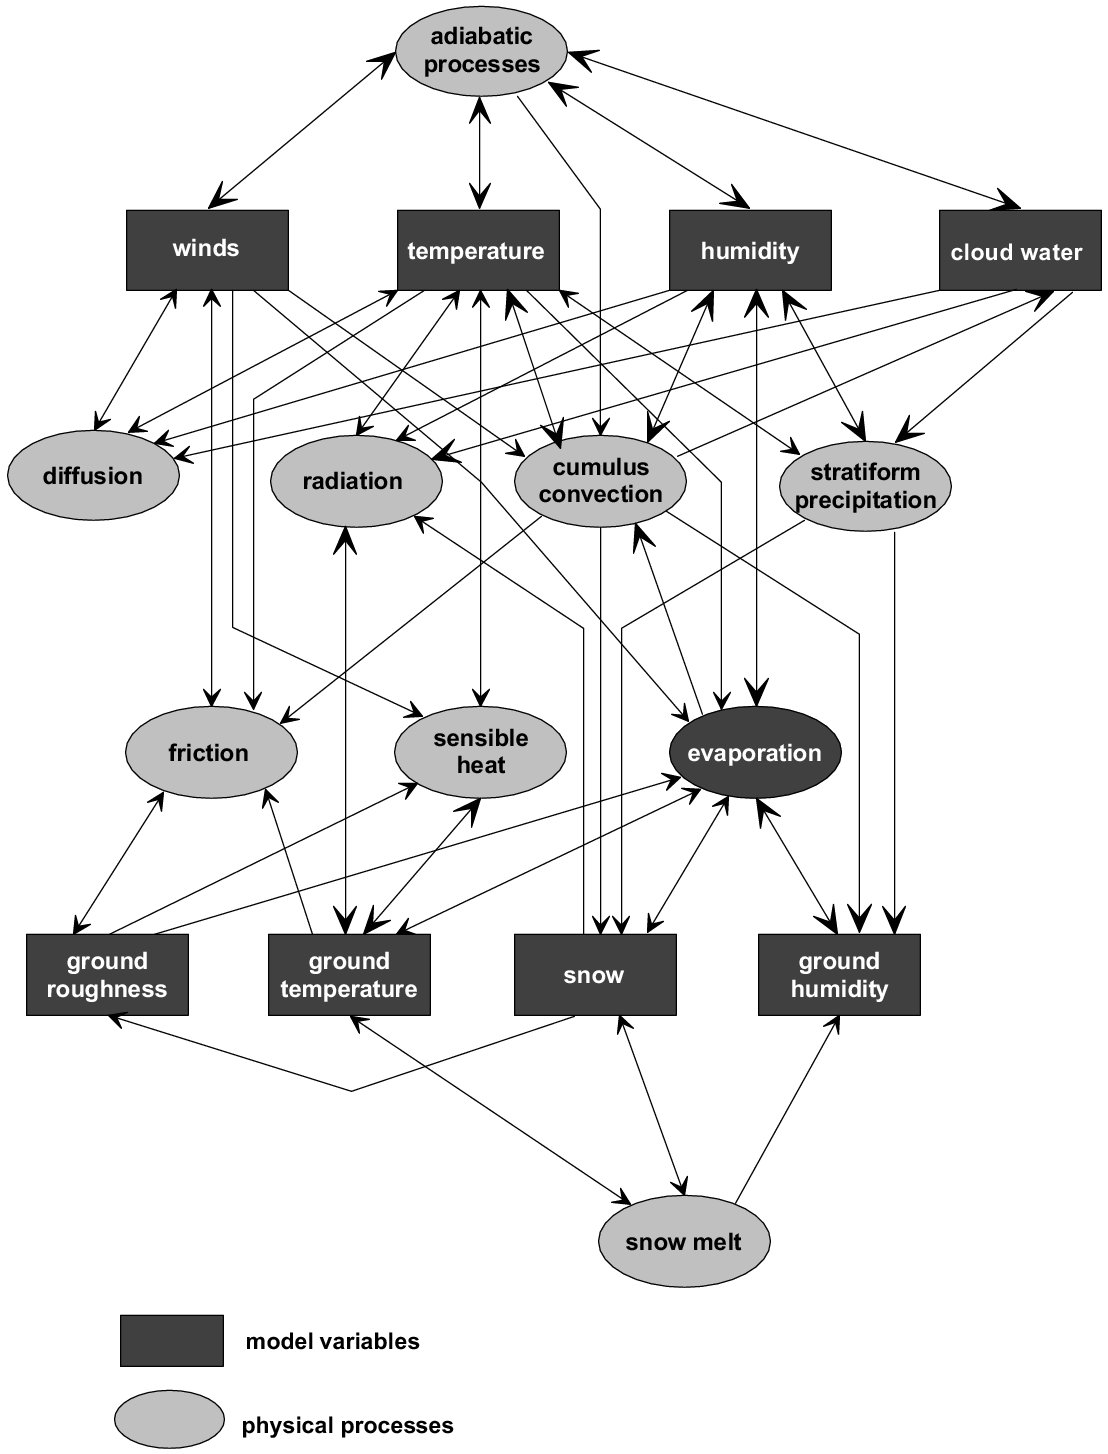 adiabatic
processes
winds
temperature
humidity
cloud water
diffusion
radiation
cumulus
convection
stratiform
precipitation
friction
sensible
heat
evaporation
ground
roughness
ground
temperature
snow
ground
humidity
snow melt
model variables
physical processes